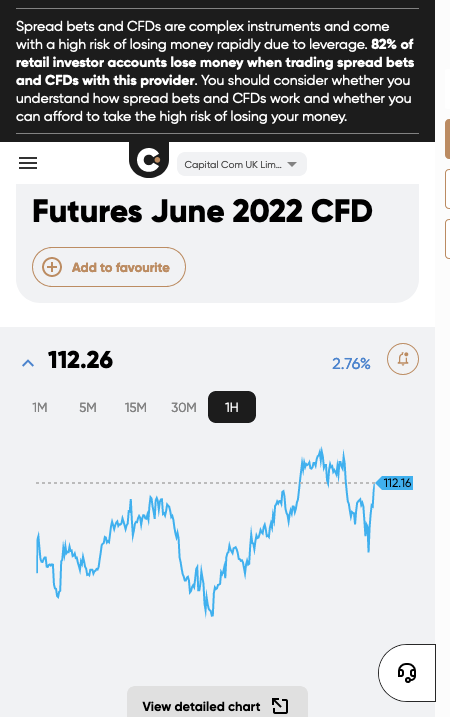 Spread bets and CFDs are complex instruments and come
with a high risk of losing money rapidly due to leverage. 82% of
retail investor accounts lose money when trading spread bets
and CFDs with this provider. You should consider whether you
understand how spread bets and CFDs work and whether you
can afford to take the high risk of losing your money.
Capital Com UK Lim...
Futures June 2022 CFD
Add to favourite
112.26
2.76%
1M 5M 15M 30M 1H
112.16
View detailed chart